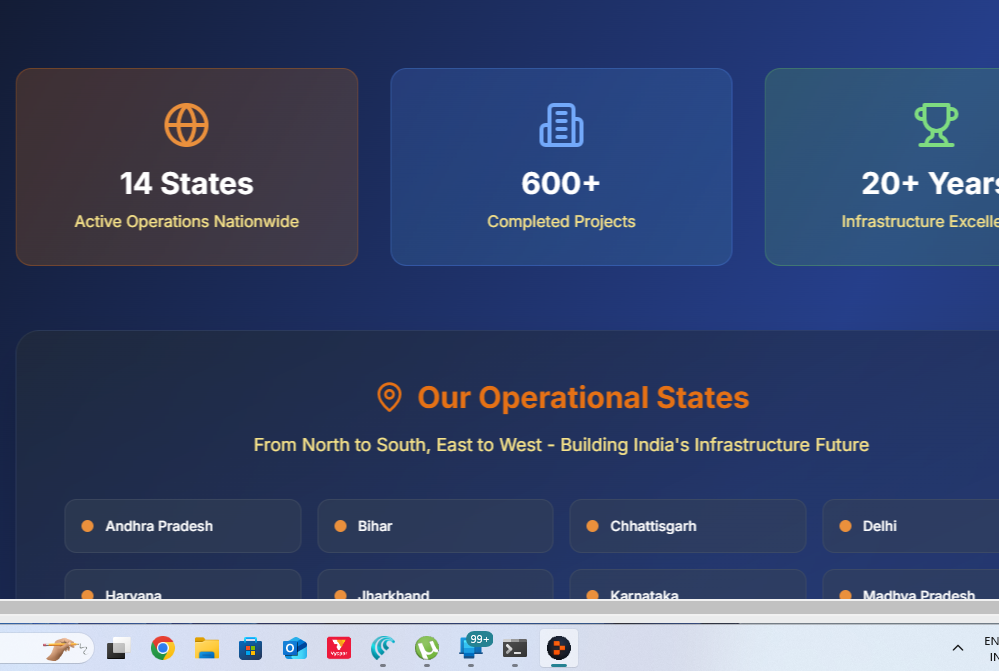 14 States
Active Operations Nationwide
600+
Completed Projects
20+ Years
Infrastructure Excelle
Our Operational States
From North to South, East to West - Building India's Infrastructure Future
Andhra Pradesh
Bihar
Chhattisgarh
Delhi
Haryana
Jharkhand
Karnataka
Madhya Pradesh
99+
EN
IN